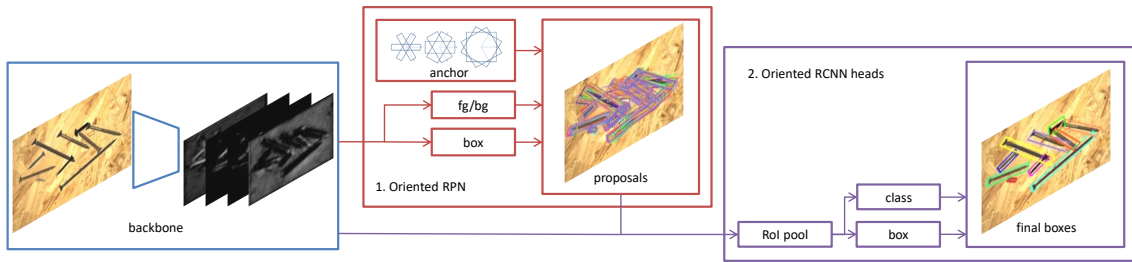 backbone
anchor
fg/bg
box
1. Oriented RPN
proposals
2. Oriented RCNN heads
RoI pool
class
box
final boxes